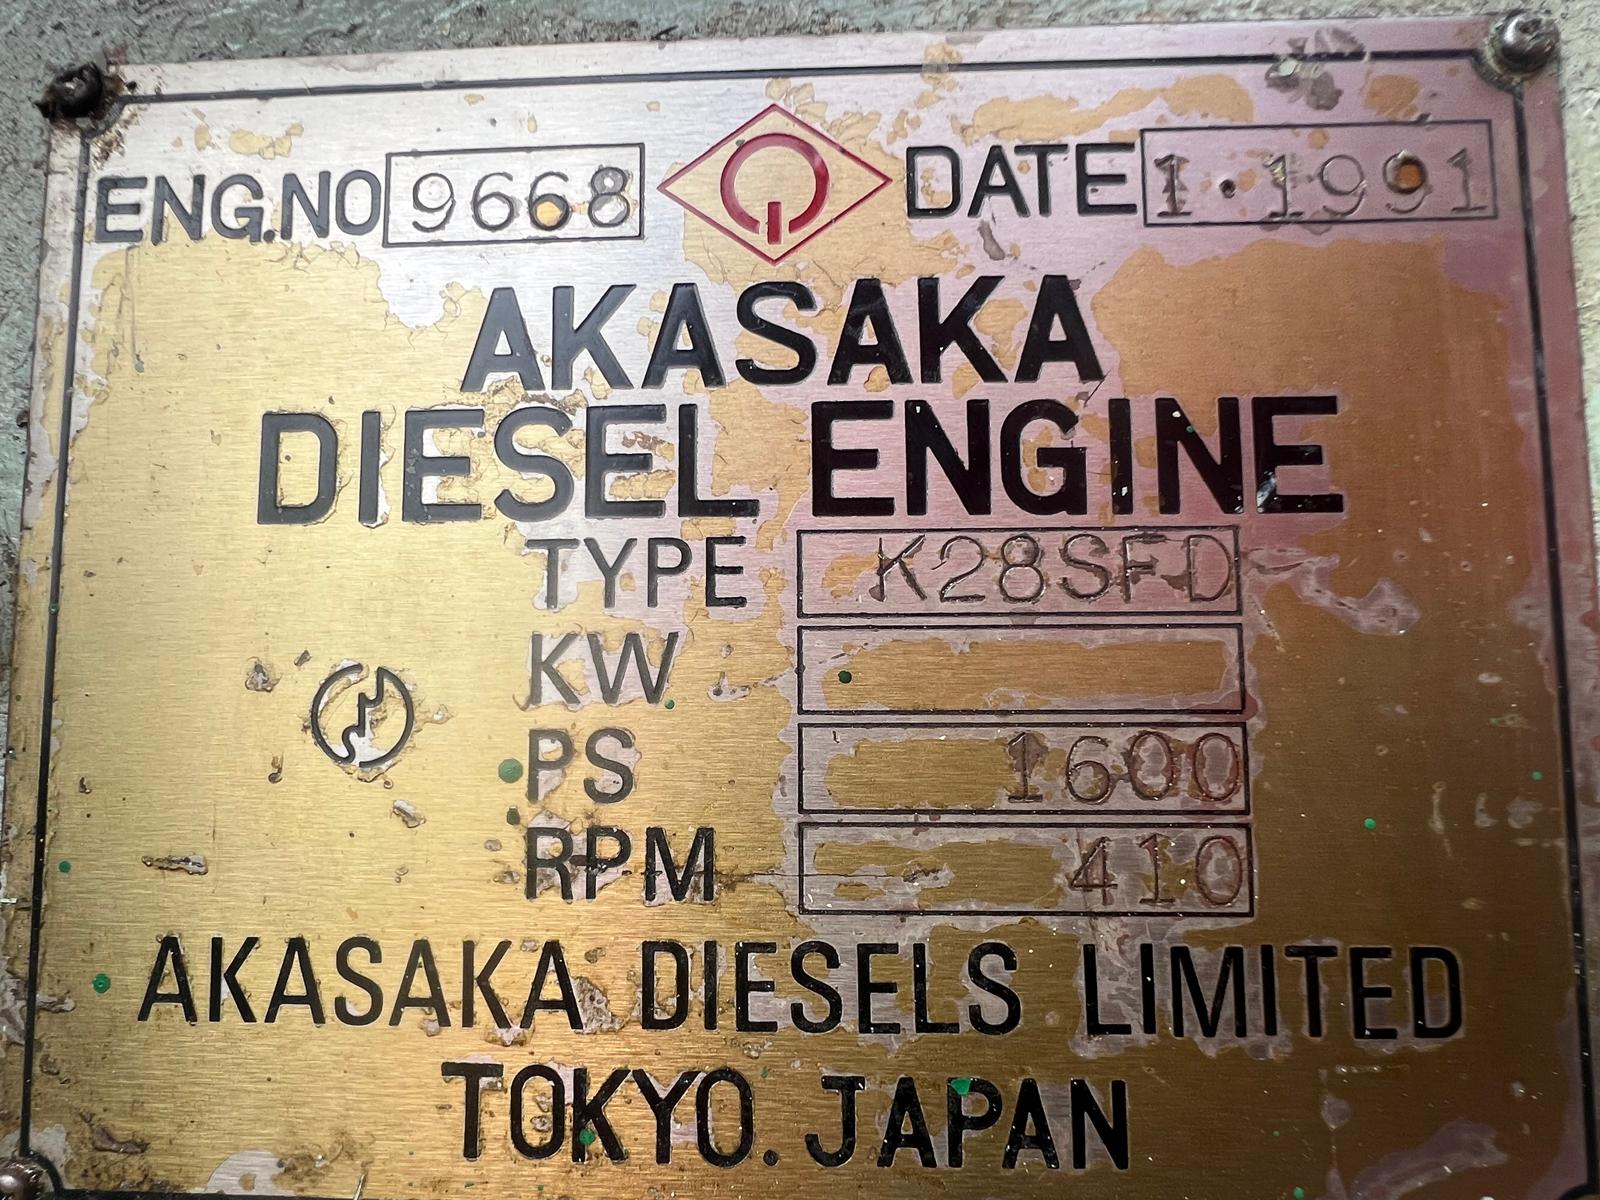 ENG.NO 9668 DATE 1・1991
AKASAKA
DIESEL ENGINE
TYPE K28SFD
KW
PS 1600
RPM 410
AKASAKA DIESELS LIMITED
TOKYO. JAPAN